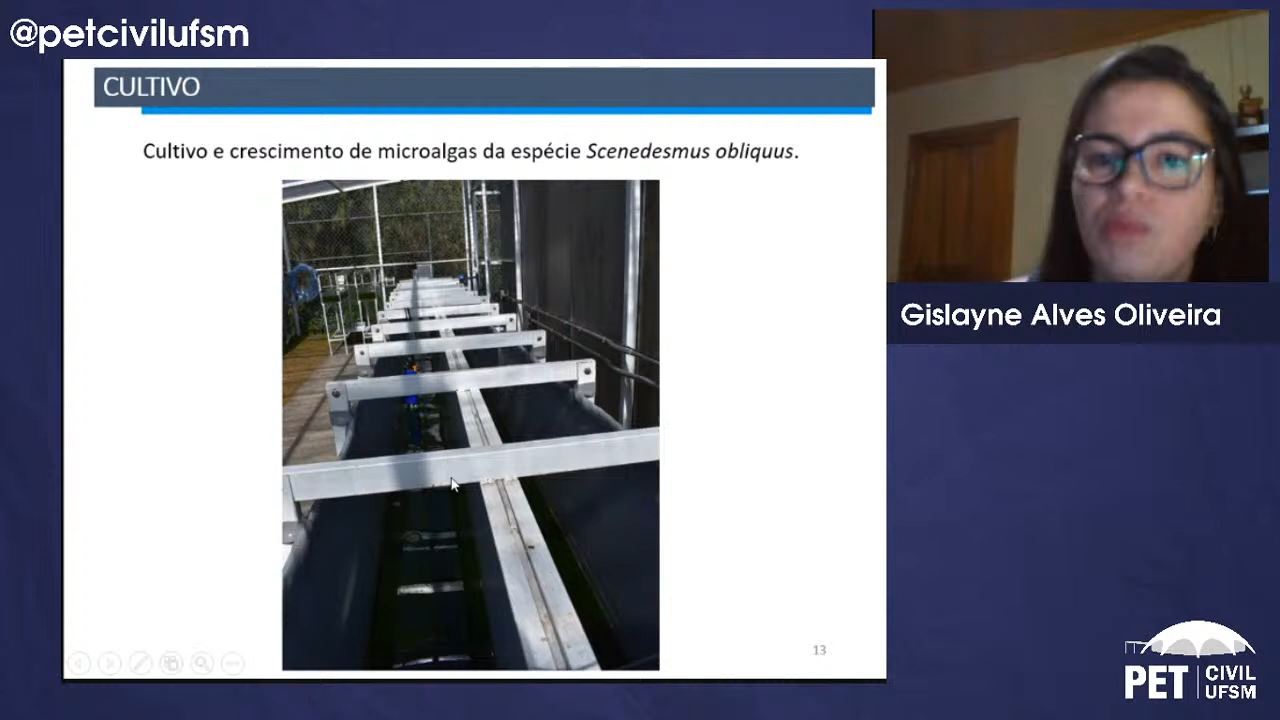 @petcivilufsm
CULTIVO
Cultivo e crescimento de microalgas da espécie Scenedesmus obliquus.
Gislayne Alves Oliveira
13
PET CIVIL
UFSM